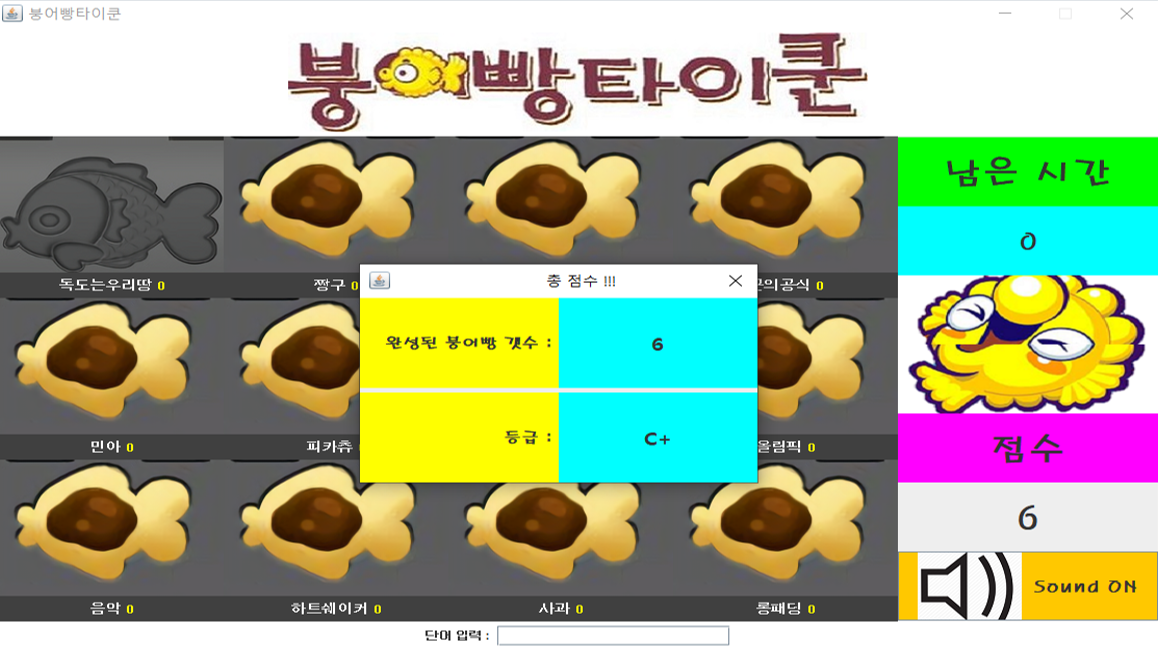 붕어빵타이쿤
붕어빵타이쿤
남은 시간
0
독도는우리땅 0
짱구 0
의공식 0
총 점수 !!!
완성된 붕어빵 갯수 : 6
등급 : C+
민아 0
피카츄
올림픽 0
점수
6
음악 0
하트쉐이커 0
사과 0
롱패딩 0
Sound ON
단어 입력 :